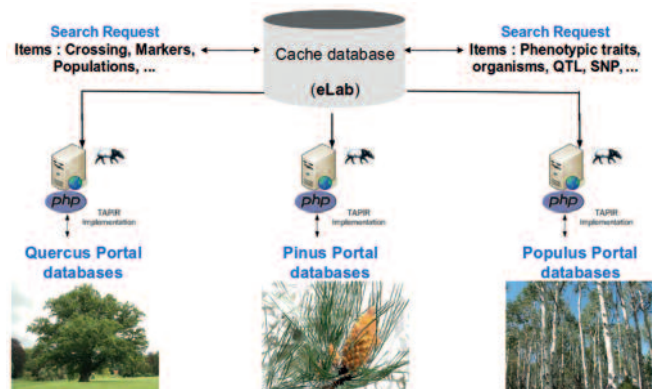 Search Request
Items : Crossing, Markers,
Populations, ...
Cache database
(eLab)
Search Request
Items : Phenotypic traits,
organisms, QTL, SNP, ...
php
TAPIR
Implementation
Quercus Portal
databases
php
TAPIR
Implementation
Pinus Portal
databases
php
TAPIR
Implementation
Populus Portal
databases